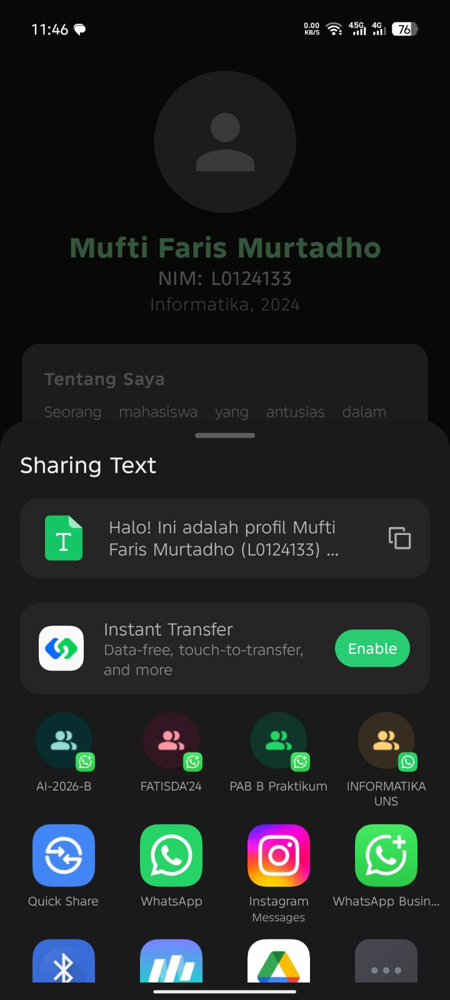 11:46
0.00
KB/S
4.5G
4G
76
Mufti Faris Murtadho
NIM: L0124133
Informatika, 2024
Tentang Saya
Seorang mahasiswa yang antusias dalam
Sharing Text
T
Halo! Ini adalah profil Mufti
Faris Murtadho (L0124133) ...
Instant Transfer
Data-free, touch-to-transfer,
and more
Enable
AI-2026-B
FATISDA'24
PAB B Praktikum
INFORMATIKA
UNS
Quick Share
WhatsApp
Instagram
Messages
WhatsApp Busin...